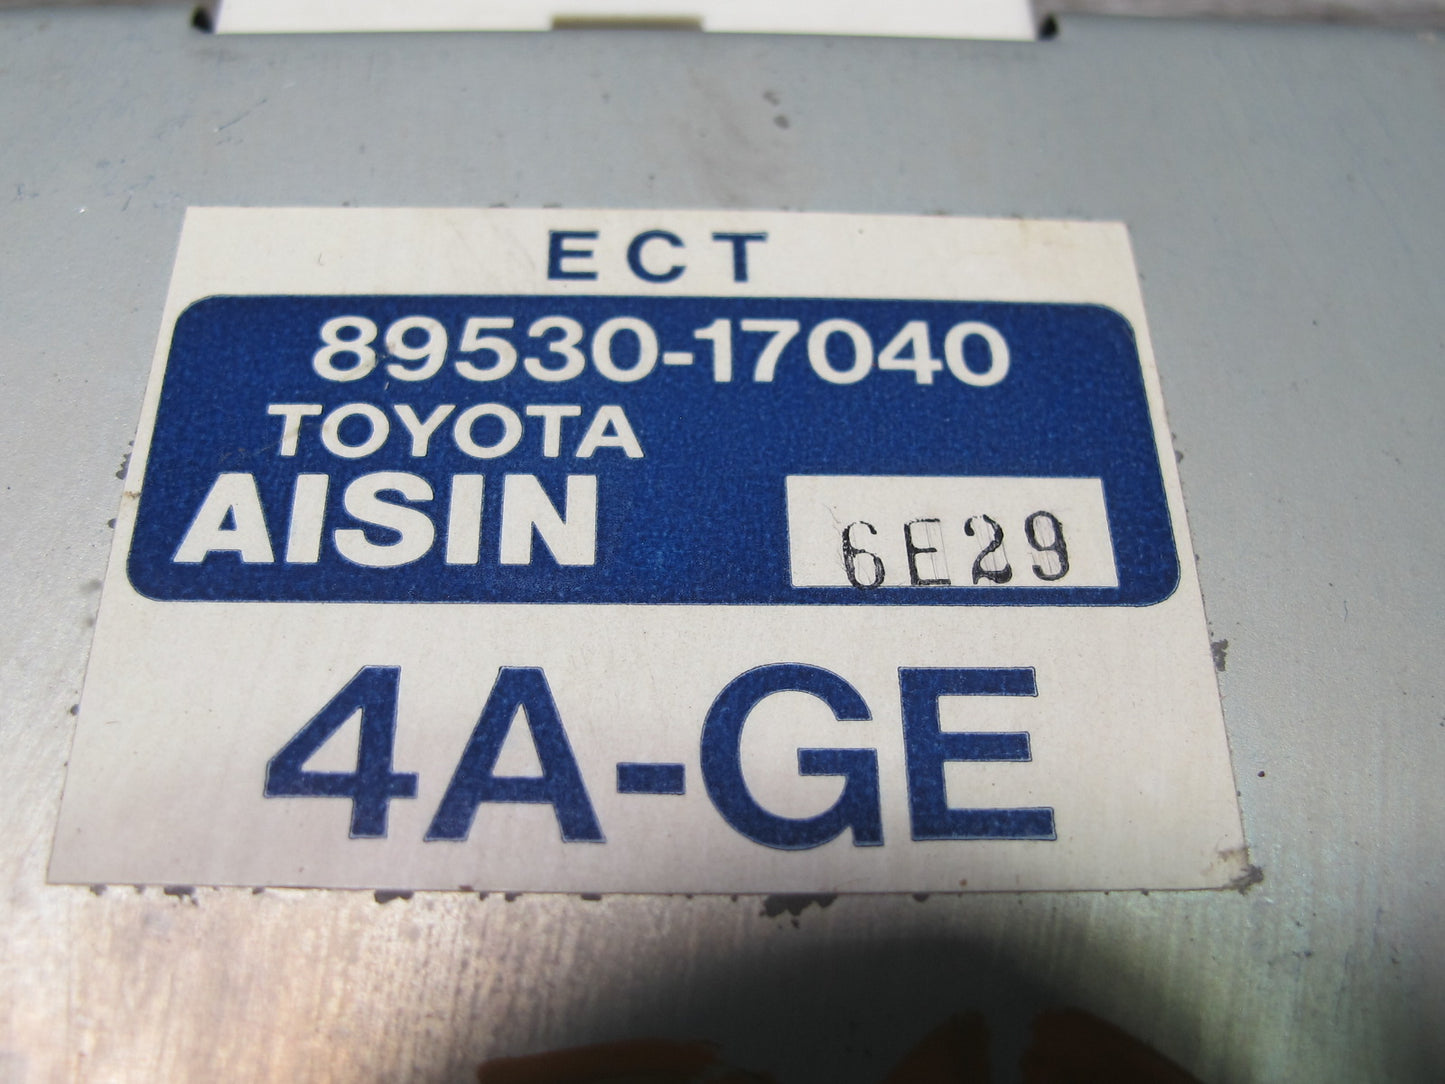 ECT
89530-17040
TOYOTA
AISIN
6E29
4A-GE